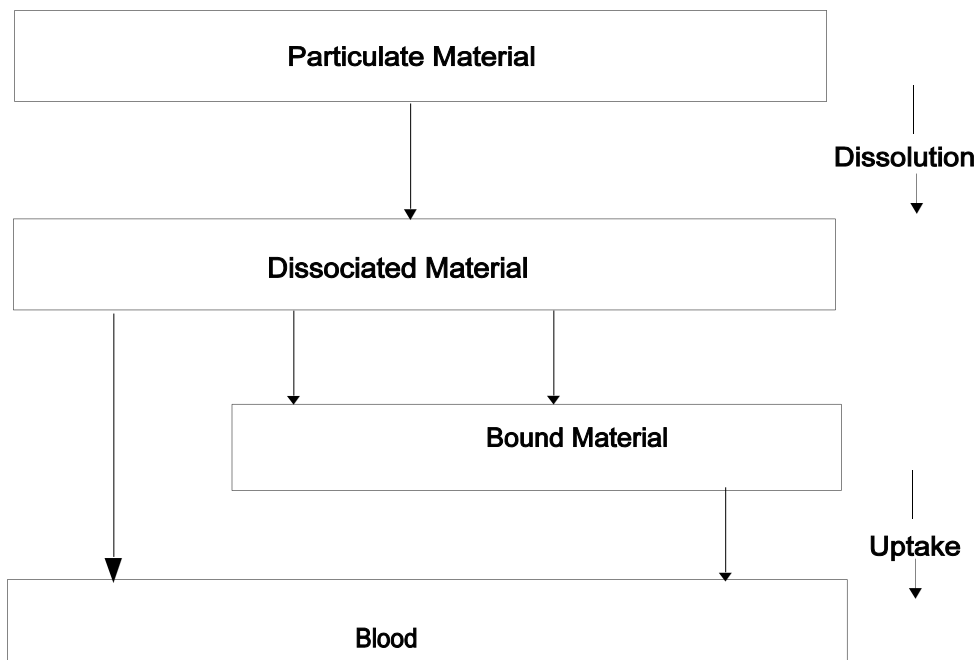 Particulate Material
Dissolution
Dissociated Material
Bound Material
Uptake
Blood